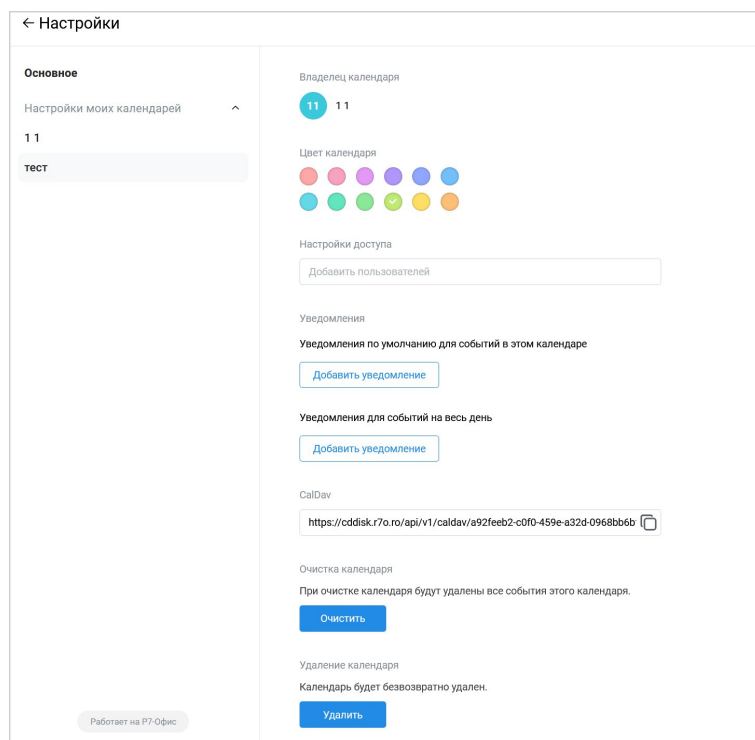 ← Настройки
Основное
Настройки моих календарей
1 1
тест
Работает на Р7-Офис
Владелец календаря
11 1 1
Цвет календаря
Настройки доступа
Добавить пользователей
Уведомления
Уведомления по умолчанию для событий в этом календаре
Добавить уведомление
Уведомления для событий на весь день
Добавить уведомление
CalDav
https://cddisk.r7o.ro/api/v1/caldav/a92feeb2-c0f0-459e-a32d-0968bb6b
Очистка календаря
При очистке календаря будут удалены все события этого календаря.
Очистить
Удаление календаря
Календарь будет безвозвратно удален.
Удалить